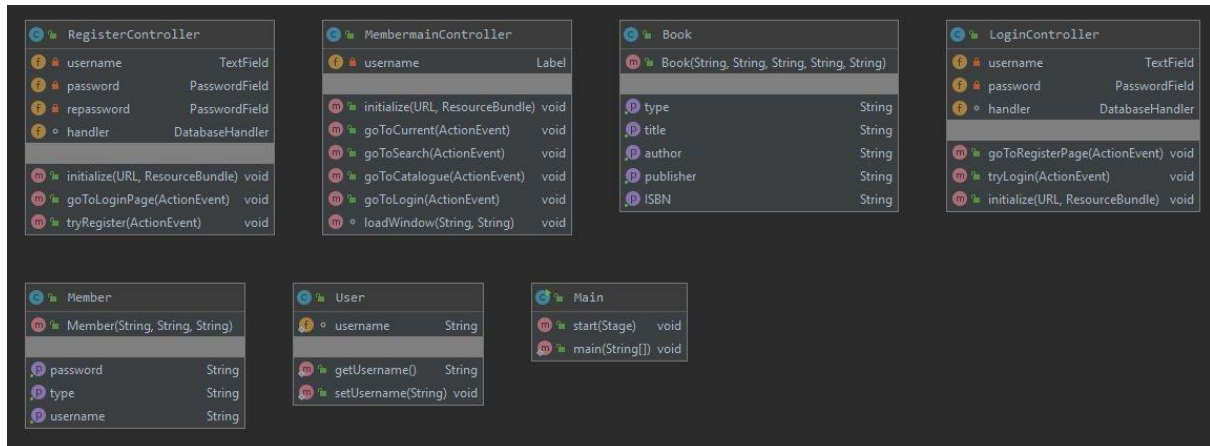 RegisterController
username TextField
password PasswordField
repassword PasswordField
handler DatabaseHandler
initialize(URL, ResourceBundle) void
goToLoginPage(ActionEvent) void
tryRegister(ActionEvent) void
MembermainController
username Label
initialize(URL, ResourceBundle) void
goToCurrent(ActionEvent) void
goToSearch(ActionEvent) void
goToCatalogue(ActionEvent) void
goToLogin(ActionEvent) void
loadWindow(String, String) void
Book
Book(String, String, String, String, String)
type String
title String
author String
publisher String
ISBN String
LoginController
username TextField
password PasswordField
handler DatabaseHandler
goToRegisterPage(ActionEvent) void
tryLogin(ActionEvent) void
initialize(URL, ResourceBundle) void
Member
Member(String, String, String)
password String
type String
username String
User
username String
getUsername() String
setUsername(String) void
Main
start(Stage) void
main(String[]) void